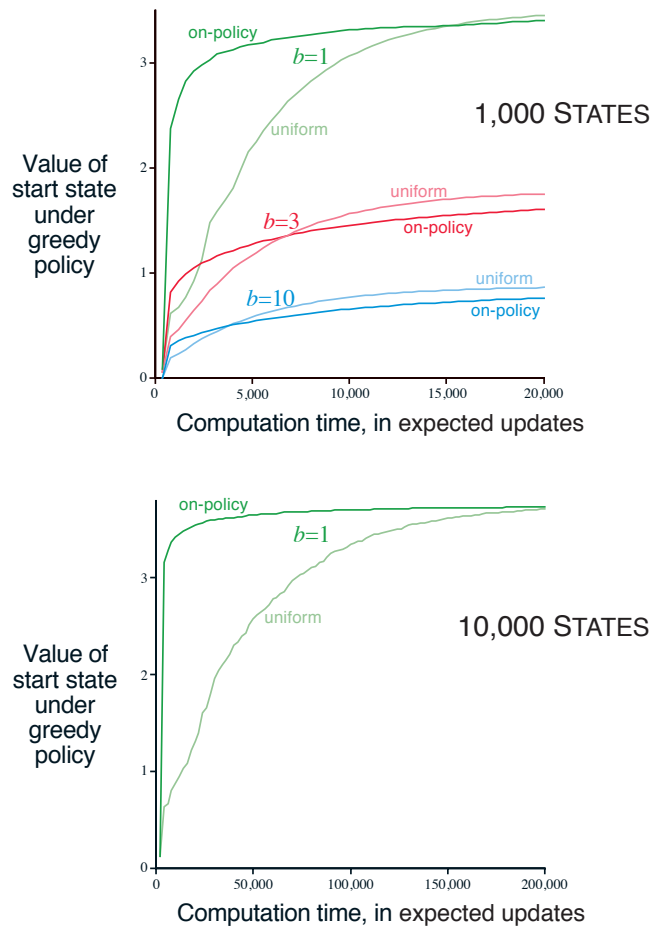 on-policy
b=1
1,000 STATES
uniform
Value of
start state
under
greedy
policy
uniform
b=3
on-policy
b=10
uniform
on-policy
3
2
1
0
0
5,000
10,000
15,000
20,000
Computation time, in expected updates
on-policy
b=1
uniform
10,000 STATES
Value of
start state
under
greedy
policy
3
2
1
0
0
50,000
100,000
150,000
200,000
Computation time, in expected updates